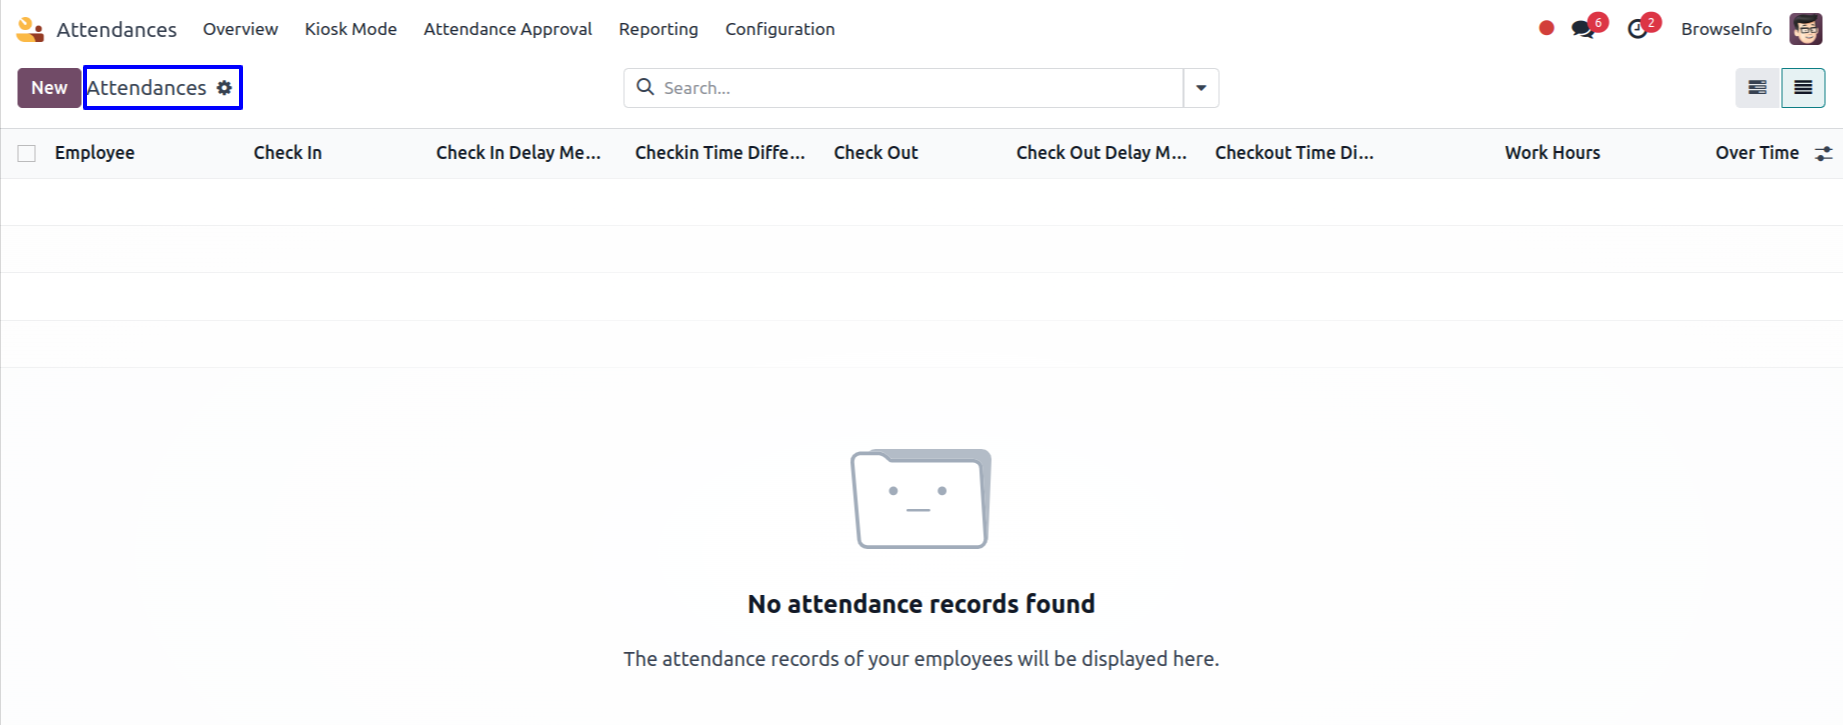 Attendances Overview Kiosk Mode Attendance Approval Reporting Configuration 6 2 BrowseInfo
New Attendances Search...
Employee Check In Check In Delay Me... Checkin Time Diffe... Check Out Check Out Delay M... Checkout Time Di... Work Hours Over Time
No attendance records found
The attendance records of your employees will be displayed here.